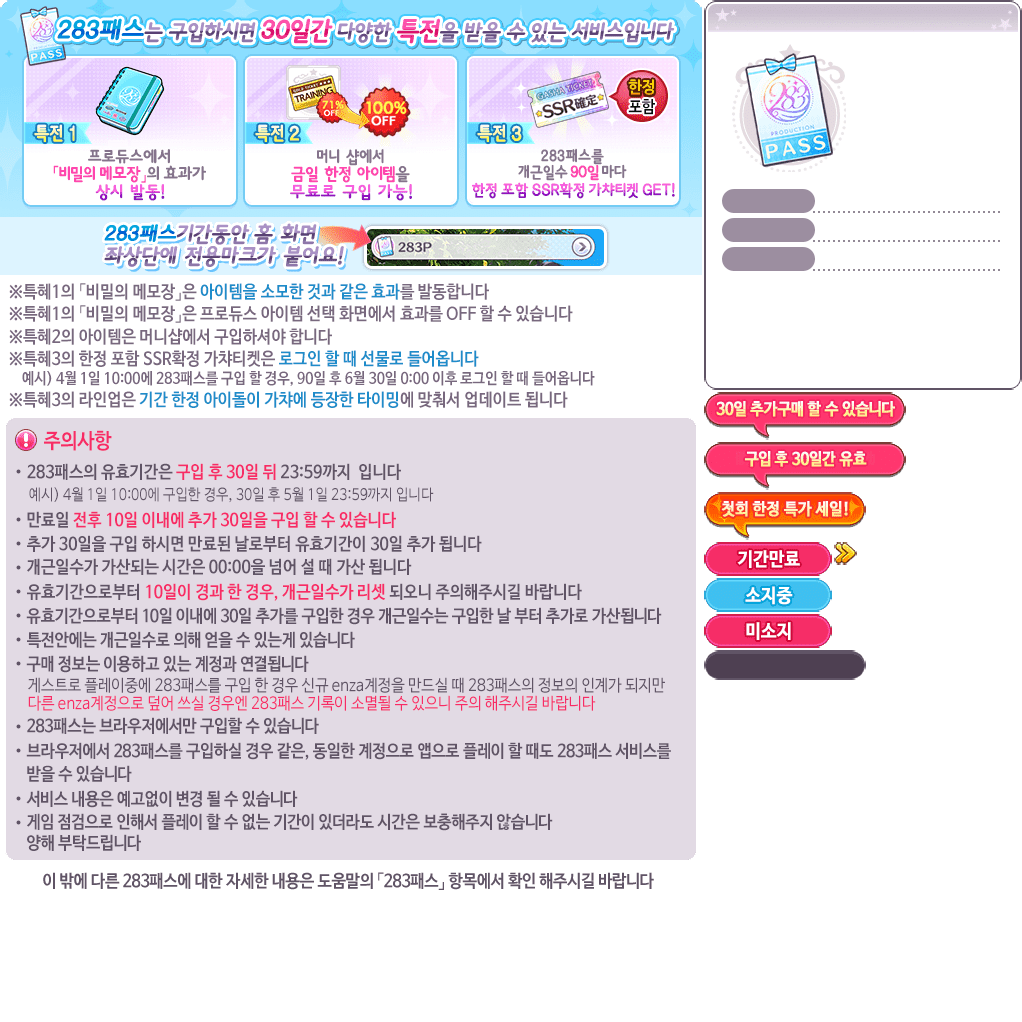 283 PASS
283패스는 구입하시면 30일간 다양한 특전을 받을 수 있는 서비스입니다
특전 1
프로듀스에서
「비밀의 메모장」의 효과가
상시 발동!
TRAINING
71% OFF
100% OFF
특전 2
머니 샵에서
금일 한정 아이템을
무료로 구입 가능!
GASHA TICKET
SSR確定
한정
포함
특전 3
283패스를
개근일수 90일마다
한정 포함 SSR확정 가챠티켓 GET!
283패스기간동안 홈 화면
좌상단에 전용마크가 붙어요!
283P
※특혜1의 「비밀의 메모장」은 아이템을 소모한 것과 같은 효과를 발동합니다
※특혜1의 「비밀의 메모장」은 프로듀스 아이템 선택 화면에서 효과를 OFF 할 수 있습니다
※특혜2의 아이템은 머니샵에서 구입하셔야 합니다
※특혜3의 한정 포함 SSR확정 가챠티켓은 로그인 할 때 선물로 들어옵니다
예시) 4월 1일 10:00에 283패스를 구입 할 경우, 90일 후 6월 30일 0:00 이후 로그인 할 때 들어옵니다
※특혜3의 라인업은 기간 한정 아이돌이 가챠에 등장한 타이밍에 맞춰서 업데이트 됩니다
주의사항
・283패스의 유효기간은 구입 후 30일 뒤 23:59까지 입니다
예시) 4월 1일 10:00에 구입한 경우, 30일 후 5월 1일 23:59까지 입니다
・만료일 전후 10일 이내에 추가 30일을 구입 할 수 있습니다
・추가 30일을 구입 하시면 만료된 날로부터 유효기간이 30일 추가 됩니다
・개근일수가 가산되는 시간은 00:00을 넘어 설 때 가산 됩니다
・유효기간으로부터 10일이 경과 한 경우, 개근일수가 리셋 되오니 주의해주시길 바랍니다
・유효기간으로부터 10일 이내에 30일 추가를 구입한 경우 개근일수는 구입한 날 부터 추가로 가산됩니다
・특전안에는 개근일수로 의해 얻을 수 있는게 있습니다
・구매 정보는 이용하고 있는 계정과 연결됩니다
게스트로 플레이중에 283패스를 구입 한 경우 신규 enza계정을 만드실 때 283패스의 정보의 인계가 되지만
다른 enza계정으로 덮어 쓰실 경우엔 283패스 기록이 소멸될 수 있으니 주의 해주시길 바랍니다
・283패스는 브라우저에서만 구입할 수 있습니다
・브라우저에서 283패스를 구입하실 경우 같은, 동일한 계정으로 앱으로 플레이 할 때도 283패스 서비스를
받을 수 있습니다
・서비스 내용은 예고없이 변경 될 수 있습니다
・게임 점검으로 인해서 플레이 할 수 없는 기간이 있더라도 시간은 보충해주지 않습니다
양해 부탁드립니다
이 밖에 다른 283패스에 대한 자세한 내용은 도움말의 「283패스」 항목에서 확인 해주시길 바랍니다
283
PRODUCTION
PASS
30일 추가구매 할 수 있습니다
구입 후 30일간 유효
첫회 한정 특가 세일!
기간만료
소지중
미소지